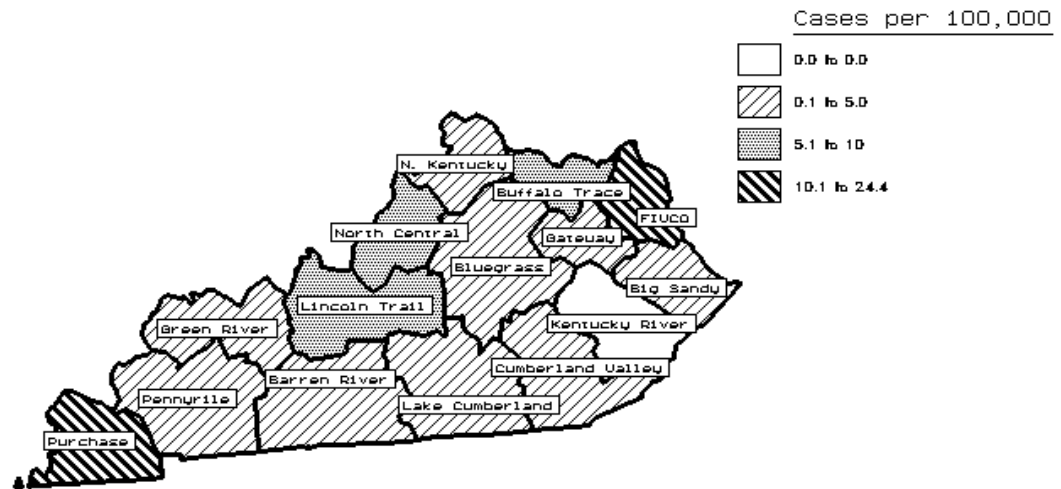 Cases per 100,000
0.0 to 0.0
0.1 to 5.0
5.1 to 10
10.1 to 24.4
N. Kentucky
Buffalo Trace
FIVCO
North Central
Gateway
Bluegrass
Big Sandy
Lincoln Trail
Kentucky River
Green River
Cumberland Valley
Barren River
Pennyrile
Lake Cumberland
Purchase